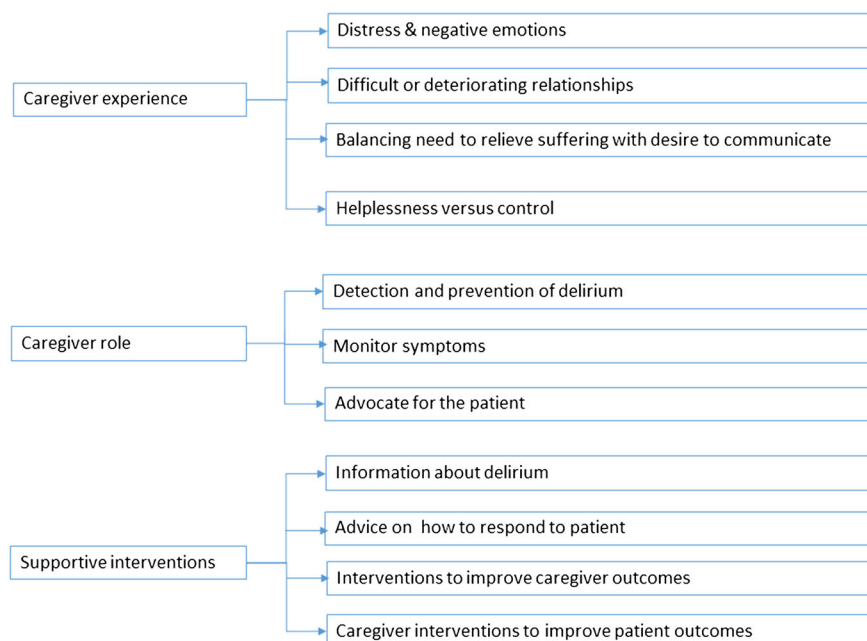 Caregiver experience
Distress & negative emotions
Difficult or deteriorating relationships
Balancing need to relieve suffering with desire to communicate
Helplessness versus control
Caregiver role
Detection and prevention of delirium
Monitor symptoms
Advocate for the patient
Supportive interventions
Information about delirium
Advice on how to respond to patient
Interventions to improve caregiver outcomes
Caregiver interventions to improve patient outcomes